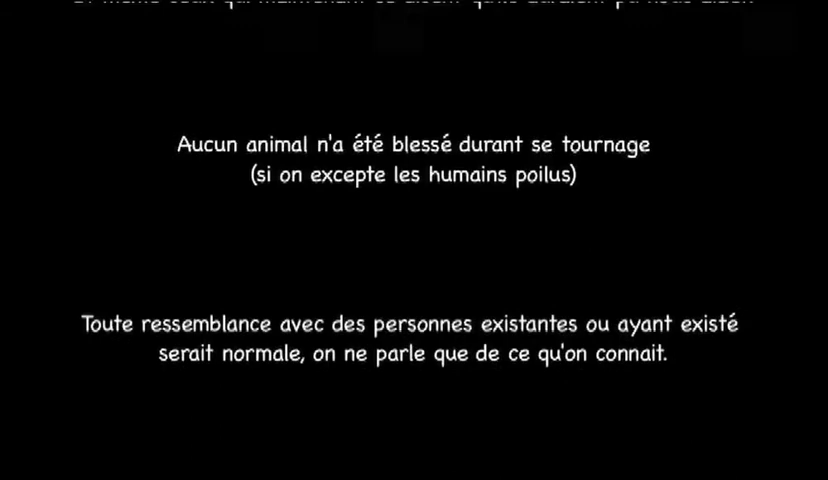 Aucun animal n'a été blessé durant se tournage
(si on excepte les humains poilus)
Toute ressemblance avec des personnes existantes ou ayant existé
serait normale, on ne parle que de ce qu'on connait.